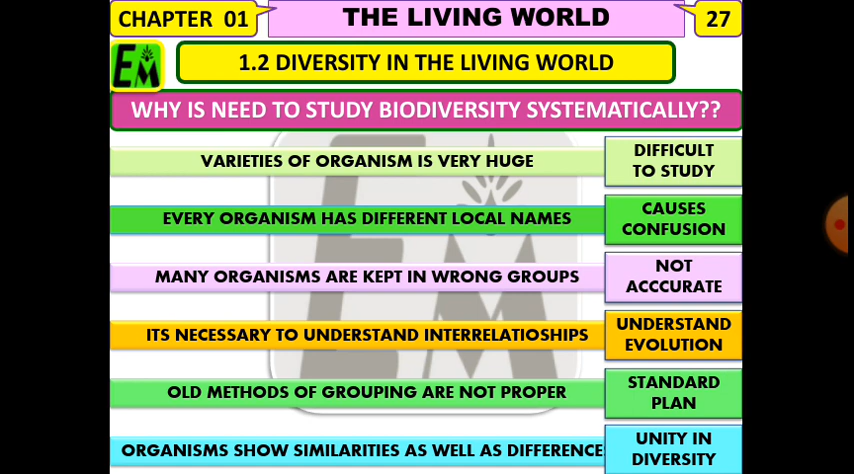 CHAPTER 01
THE LIVING WORLD
27
EM
1.2 DIVERSITY IN THE LIVING WORLD
WHY IS NEED TO STUDY BIODIVERSITY SYSTEMATICALLY??
VARIETIES OF ORGANISM IS VERY HUGE
DIFFICULT
TO STUDY
EVERY ORGANISM HAS DIFFERENT LOCAL NAMES
CAUSES
CONFUSION
MANY ORGANISMS ARE KEPT IN WRONG GROUPS
NOT
ACCCURATE
ITS NECESSARY TO UNDERSTAND INTERRELATIOSHIPS
UNDERSTAND
EVOLUTION
OLD METHODS OF GROUPING ARE NOT PROPER
STANDARD
PLAN
ORGANISMS SHOW SIMILARITIES AS WELL AS DIFFERENCE
UNITY IN
DIVERSITY
EM